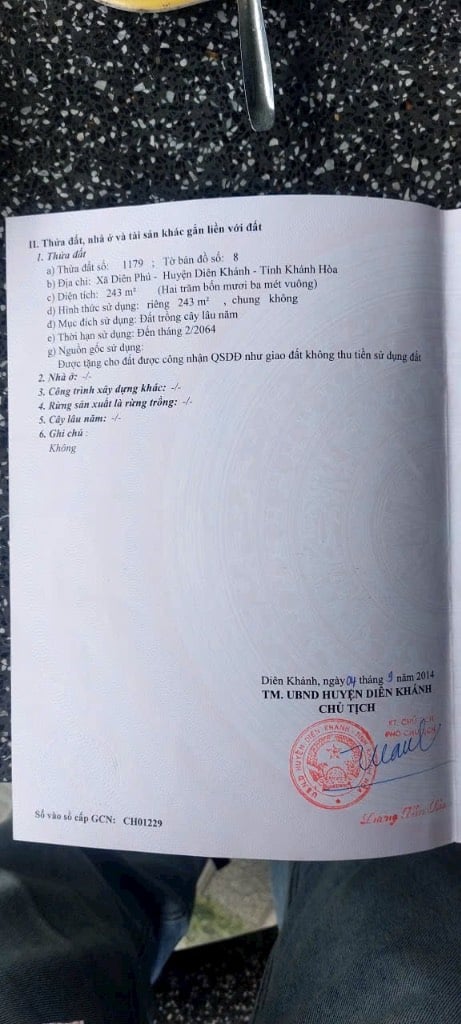 II. Thửa đất, nhà ở và tài sản khác gắn liền với đất
1. Thửa đất
a) Thửa đất số: 1179 ; Tờ bản đồ số: 8
b) Địa chỉ: Xã Diên Phú - Huyện Diên Khánh - Tỉnh Khánh Hòa
c) Diện tích: 243 m² (Hai trăm bốn mươi ba mét vuông)
d) Hình thức sử dụng: riêng 243 m² , chung không
đ) Mục đích sử dụng: Đất trồng cây lâu năm
e) Thời hạn sử dụng: Đến tháng 2/2064
g) Nguồn gốc sử dụng:
Được tặng cho đất được công nhận QSDĐ như giao đất không thu tiền sử dụng đất
2. Nhà ở: -/-
3. Công trình xây dựng khác: -/-
4. Rừng sản xuất là rừng trồng: -/-
5. Cây lâu năm: -/-
6. Ghi chú :
Không
Diên Khánh, ngày 04 tháng 9 năm 2014
TM. UBND HUYỆN DIÊN KHÁNH
CHỦ TỊCH
KT. CHỦ TỊCH
PHÓ CHỦ TỊCH
U.B.N.D HUYỆN DIÊN KHÁNH
Số vào sổ cấp GCN: CH01229